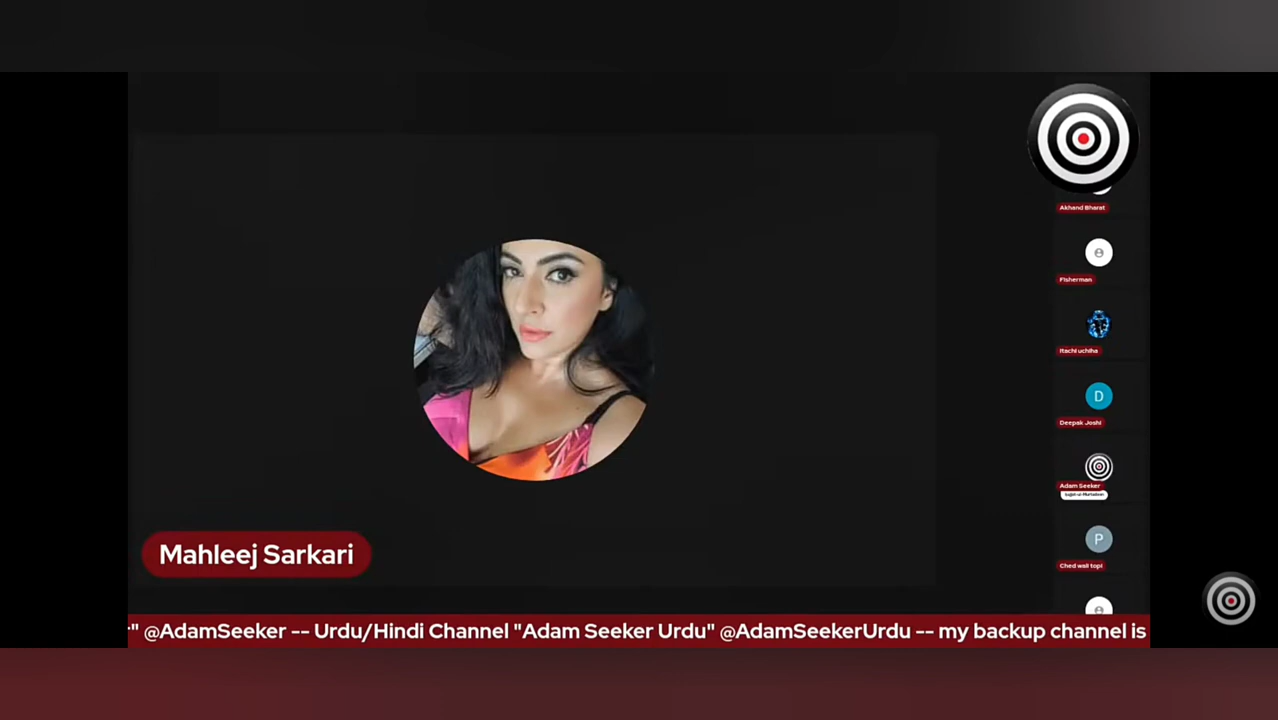 Akhand Bharat
Fisherman
Itachi uchiha
Deepak Joshi
Adam Seeker
P
Ched wali topi
D
Mahleej Sarkari
" @AdamSeeker -- Urdu/Hindi Channel "Adam Seeker Urdu" @AdamSeekerUrdu -- my backup channel is